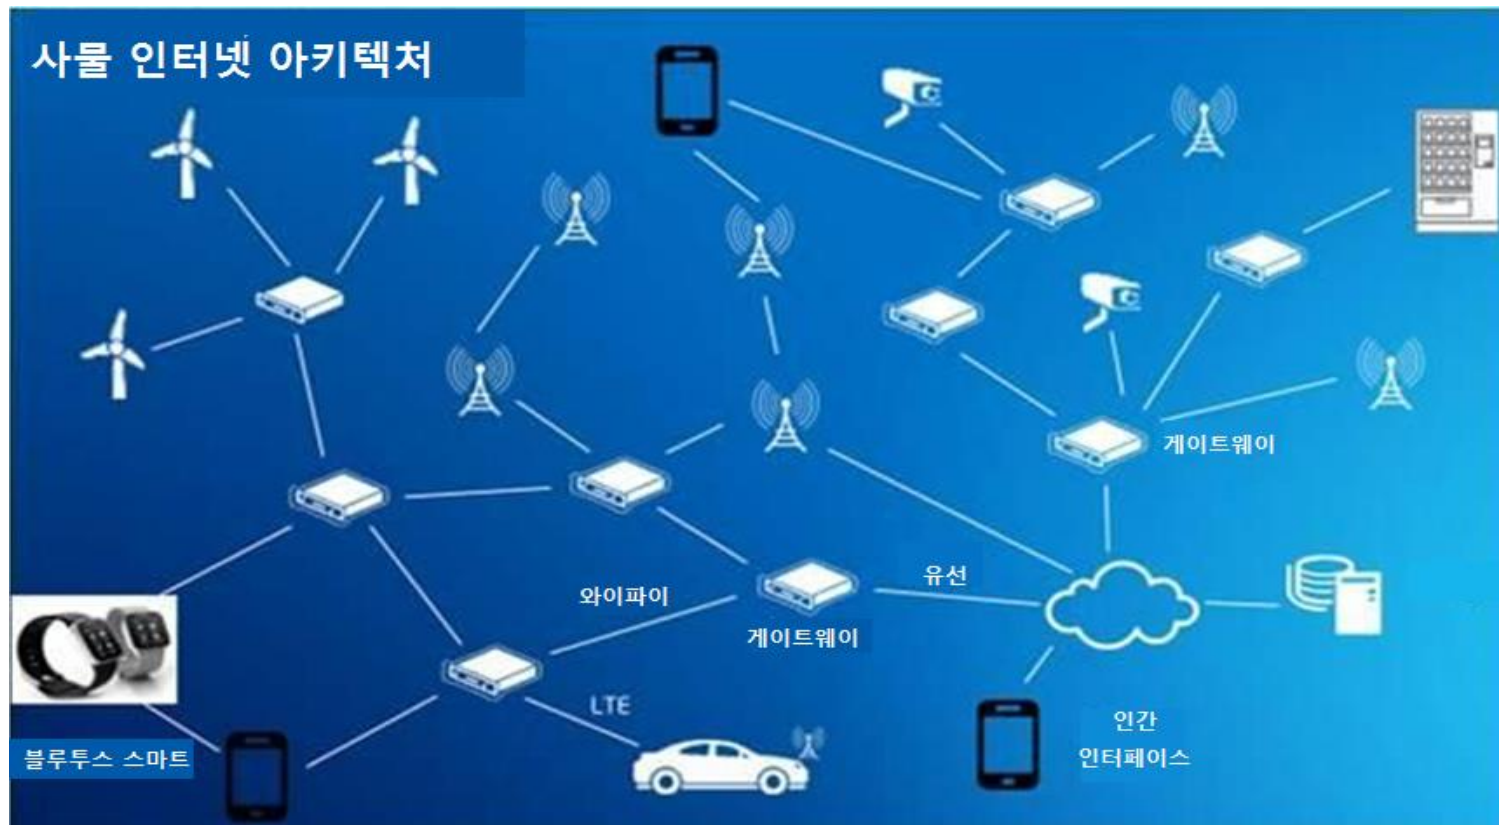 사물 인터넷 아키텍처
게이트웨이
유선
와이파이
게이트웨이
LTE
인간
인터페이스
블루투스 스마트